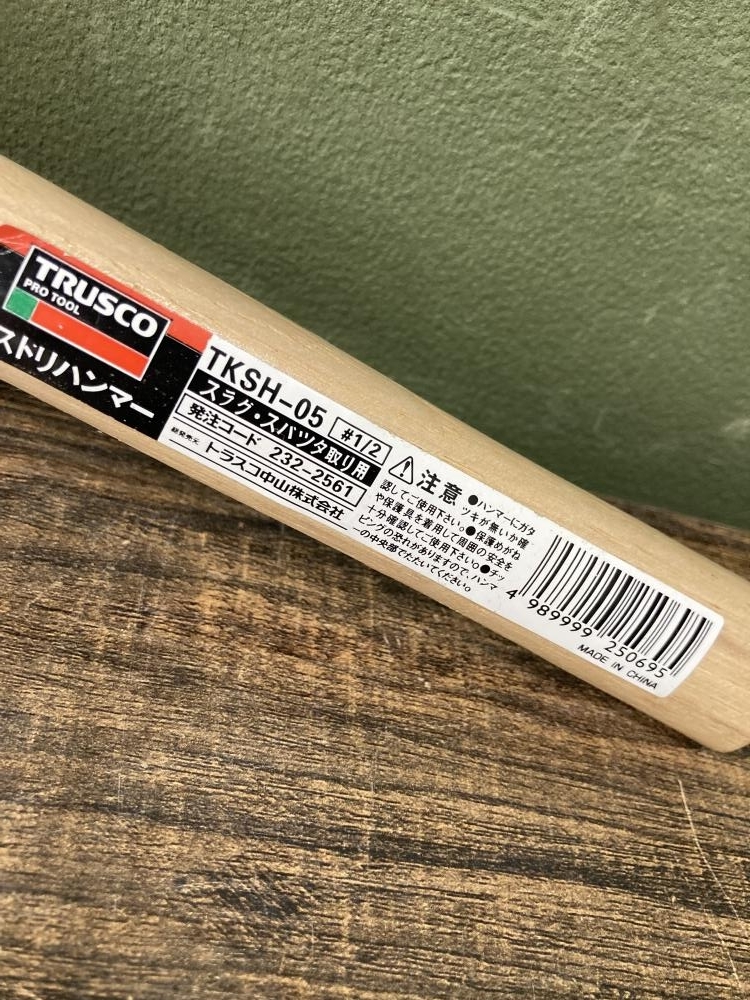 TRUSCO
PRO TOOL
ストリハンマー
TKSH-05 #1/2
スラグ・スパツタ取り用
発注コード 232-2561
総発売元 トラスコ中山株式会社
注意 ●ハンマーにガタ
ツキが無いか確
認してご使用下さい。●保護めがね
や保護具を着用して周囲の安全を
十分確認してご使用下さい。●チッ
ピングの恐れがありますので、ハンマ
ーの中央部でたたいてください。
4 989999 250695
MADE IN CHINA